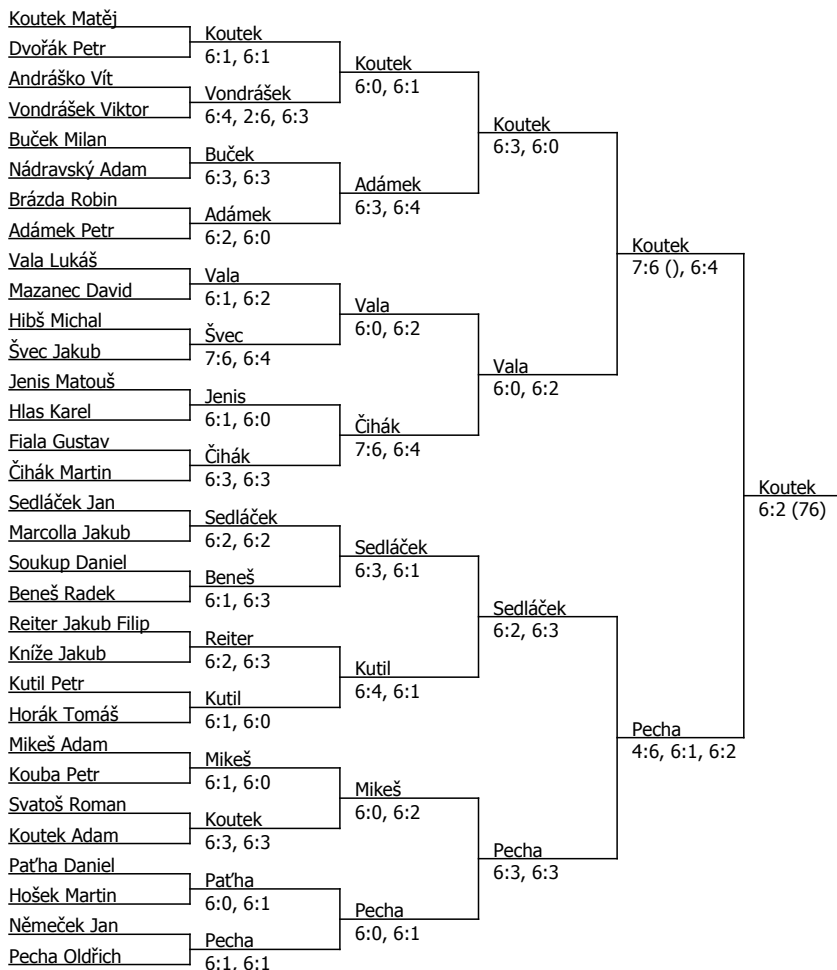 Koutek Matěj
Dvořák Petr
Andráško Vít
Vondrášek Viktor
Buček Milan
Nádravský Adam
Brázda Robin
Adámek Petr
Vala Lukáš
Mazanec David
Hibš Michal
Švec Jakub
Jenis Matouš
Hlas Karel
Fiala Gustav
Čihák Martin
Sedláček Jan
Marcolla Jakub
Soukup Daniel
Beneš Radek
Reiter Jakub Filip
Kníže Jakub
Kutil Petr
Horák Tomáš
Mikeš Adam
Kouba Petr
Svatoš Roman
Koutek Adam
Paťha Daniel
Hošek Martin
Němeček Jan
Pecha Oldřich
Koutek
6:1, 6:1
Vondrášek
6:4, 2:6, 6:3
Buček
6:3, 6:3
Adámek
6:2, 6:0
Vala
6:1, 6:2
Švec
7:6, 6:4
Jenis
6:1, 6:0
Čihák
6:3, 6:3
Sedláček
6:2, 6:2
Beneš
6:1, 6:3
Reiter
6:2, 6:3
Kutil
6:1, 6:0
Mikeš
6:1, 6:0
Koutek
6:3, 6:3
Paťha
6:0, 6:1
Pecha
6:1, 6:1
Koutek
6:0, 6:1
Adámek
6:3, 6:4
Vala
6:0, 6:2
Čihák
7:6, 6:4
Sedláček
6:3, 6:1
Kutil
6:4, 6:1
Mikeš
6:0, 6:2
Pecha
6:0, 6:1
Koutek
6:3, 6:0
Vala
6:0, 6:2
Sedláček
6:2, 6:3
Pecha
6:3, 6:3
Koutek
7:6 (), 6:4
Pecha
4:6, 6:1, 6:2
Koutek
6:2 (76)